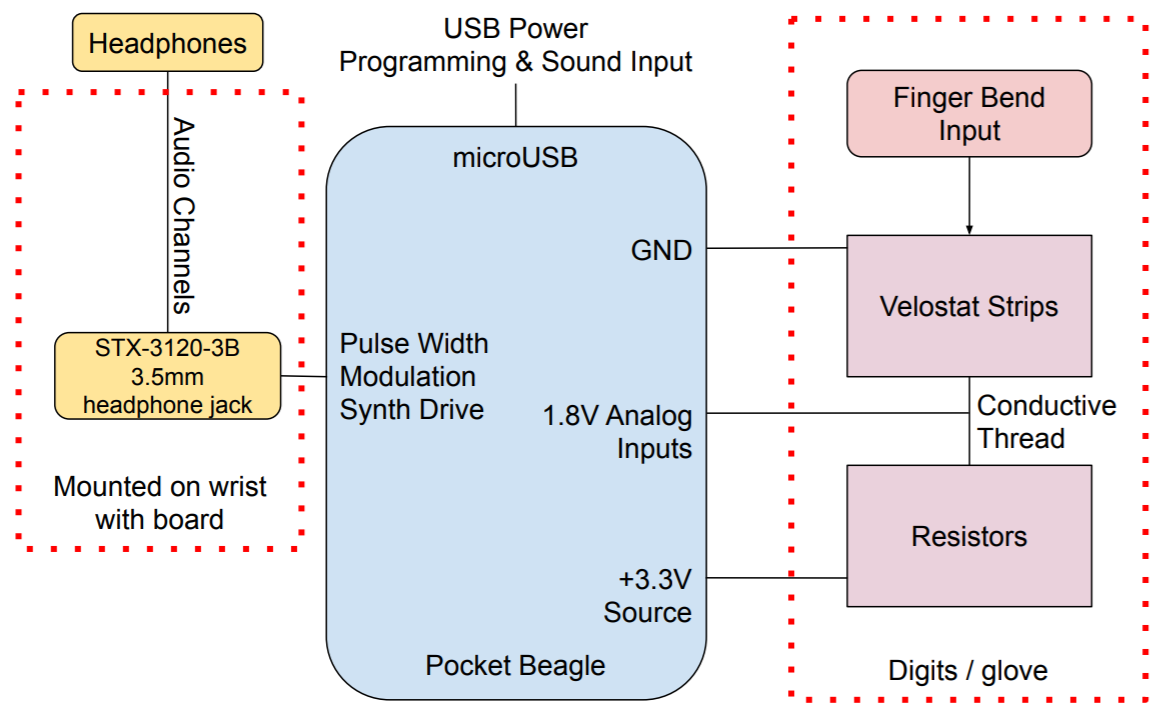 Headphones
Audio Channels
STX-3120-3B
3.5mm
headphone jack
Mounted on wrist
with board
USB Power
Programming & Sound Input
microUSB
GND
Pulse Width
Modulation
Synth Drive
1.8V Analog
Inputs
+3.3V
Source
Pocket Beagle
Finger Bend
Input
Velostat Strips
Conductive
Thread
Resistors
Digits / glove